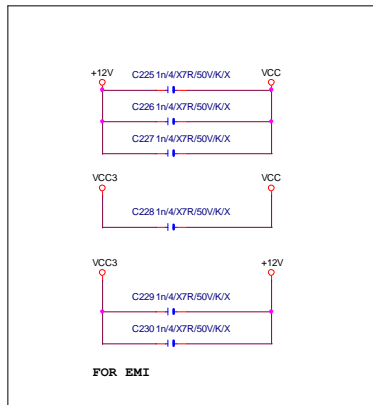 +12V C225 1n/4/X7R/50V/K/X VCC
C226 1n/4/X7R/50V/K/X
C227 1n/4/X7R/50V/K/X
VCC3 VCC
C228 1n/4/X7R/50V/K/X
VCC3 +12V
C229 1n/4/X7R/50V/K/X
C230 1n/4/X7R/50V/K/X
FOR EMI